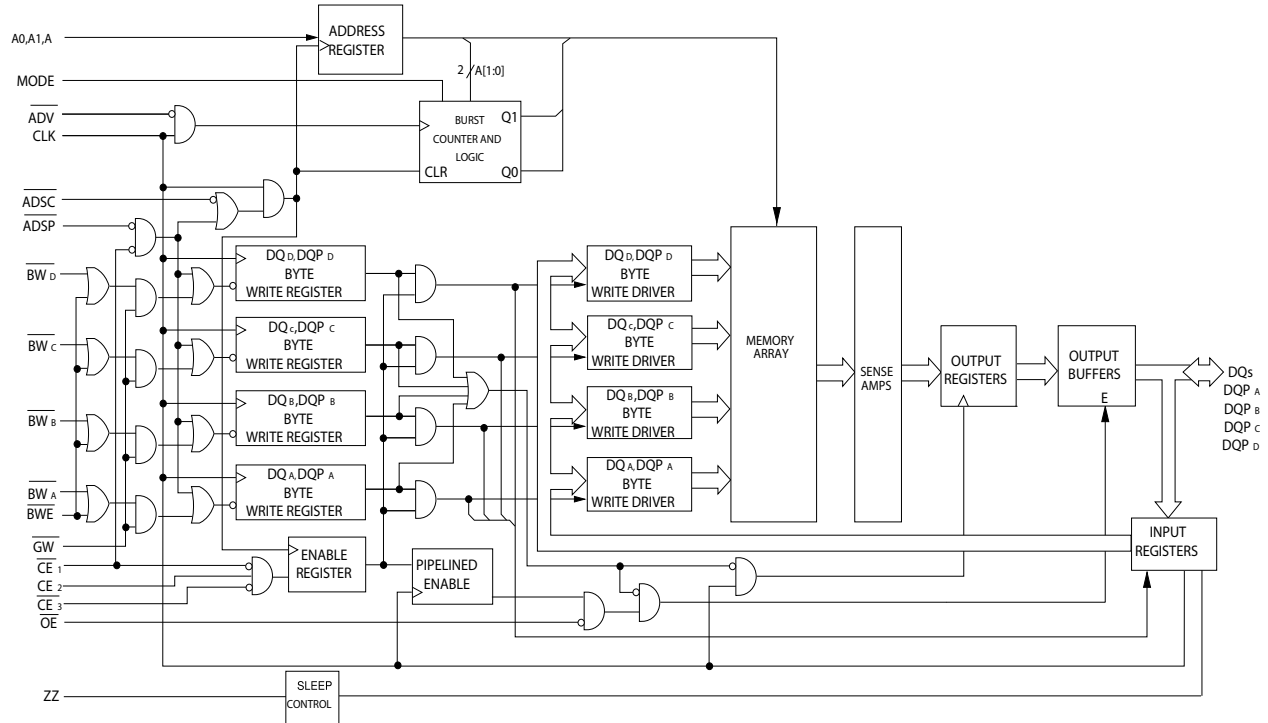 A0,A1,A
ADDRESS
REGISTER
MODE
2
A[1:0]
ADV
CLK
BURST
COUNTER AND
LOGIC
CLR
Q1
Q0
ADSC
ADSP
BW D
BW C
BW B
BW A
BWE
GW
CE 1
CE 2
CE 3
OE
ZZ
DQ D,DQP D
BYTE
WRITE REGISTER
DQ c,DQP C
BYTE
WRITE REGISTER
DQ B,DQP B
BYTE
WRITE REGISTER
DQ A,DQP A
BYTE
WRITE REGISTER
ENABLE
REGISTER
PIPELINED
ENABLE
SLEEP
CONTROL
DQ D,DQP D
BYTE
WRITE DRIVER
DQ c,DQP C
BYTE
WRITE DRIVER
DQ B,DQP B
BYTE
WRITE DRIVER
DQ A,DQP A
BYTE
WRITE DRIVER
MEMORY
ARRAY
SENSE
AMPS
OUTPUT
REGISTERS
OUTPUT
BUFFERS
E
DQs
DQP A
DQP B
DQP C
DQP D
INPUT
REGISTERS